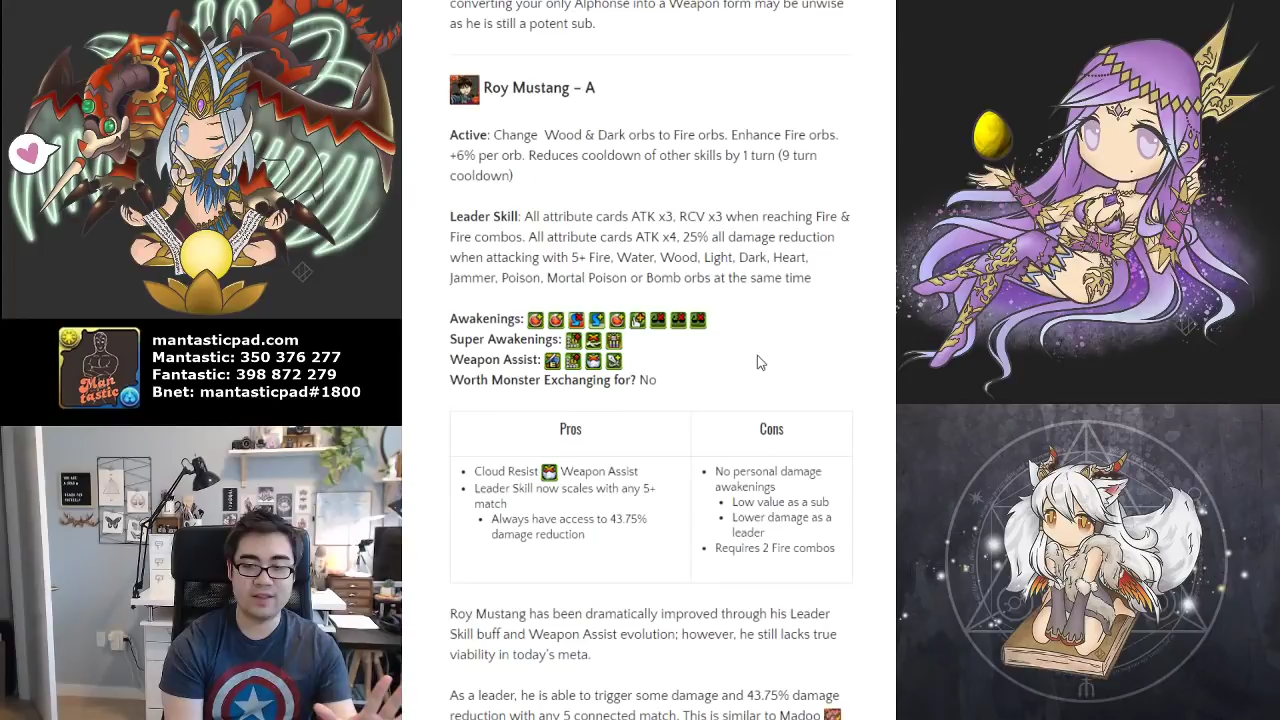 converting your only Alphonse into a Weapon form may be unwise
as he is still a potent sub.
Roy Mustang – A
Active: Change Wood & Dark orbs to Fire orbs. Enhance Fire orbs.
+6% per orb. Reduces cooldown of other skills by 1 turn (9 turn
cooldown)
Leader Skill: All attribute cards ATK x3, RCV x3 when reaching Fire &
Fire combos. All attribute cards ATK x4, 25% all damage reduction
when attacking with 5+ Fire, Water, Wood, Light, Dark, Heart,
Jammer, Poison, Mortal Poison or Bomb orbs at the same time
Awakenings:
Super Awakenings:
Weapon Assist:
Worth Monster Exchanging for? No
Pros
Cons
Cloud Resist Weapon Assist
Leader Skill now scales with any 5+
match
Always have access to 43.75%
damage reduction
No personal damage
awakenings
Low value as a sub
Lower damage as a
leader
Requires 2 Fire combos
Roy Mustang has been dramatically improved through his Leader
Skill buff and Weapon Assist evolution; however, he still lacks true
viability in today's meta.
As a leader, he is able to trigger some damage and 43.75% damage
reduction with any 5 connected match. This is similar to Madoo
Man
tastic
mantasticpad.com
Mantastic: 350 376 277
Fantastic: 398 872 279
Bnet: mantasticpad#1800